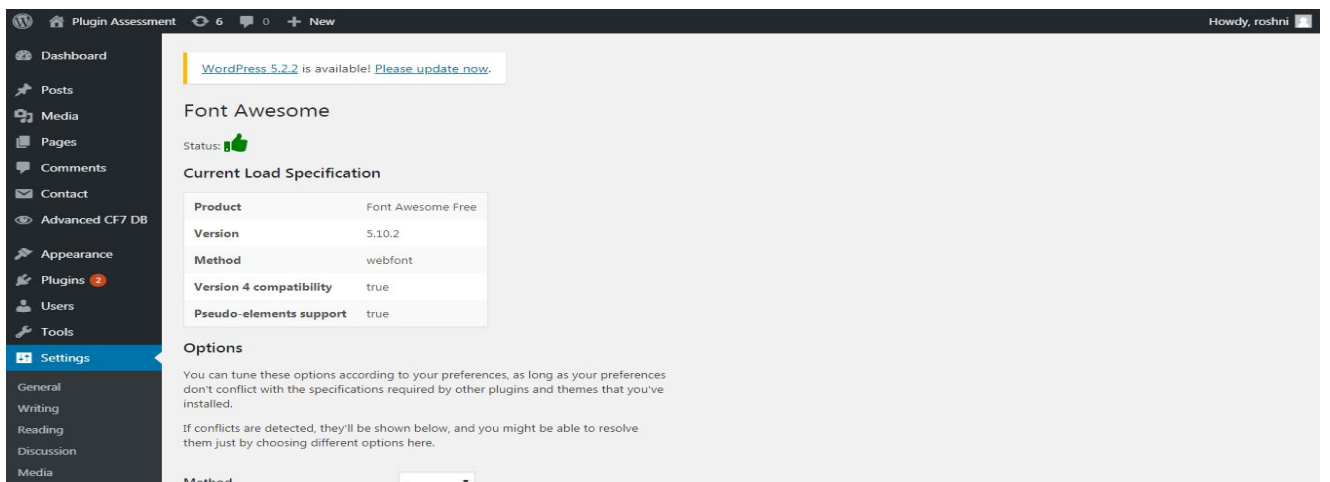 Plugin Assessment 6 0 New
Howdy, roshni
Dashboard
Posts
Media
Pages
Comments
Contact
Advanced CF7 DB
Appearance
Plugins 2
Users
Tools
Settings
General
Writing
Reading
Discussion
Media
WordPress 5.2.2 is available! Please update now.
Font Awesome
Status:
Current Load Specification
Product Font Awesome Free
Version 5.10.2
Method webfont
Version 4 compatibility true
Pseudo-elements support true
Options
You can tune these options according to your preferences, as long as your preferences
don't conflict with the specifications required by other plugins and themes that you've
installed.
If conflicts are detected, they'll be shown below, and you might be able to resolve
them just by choosing different options here.
Method